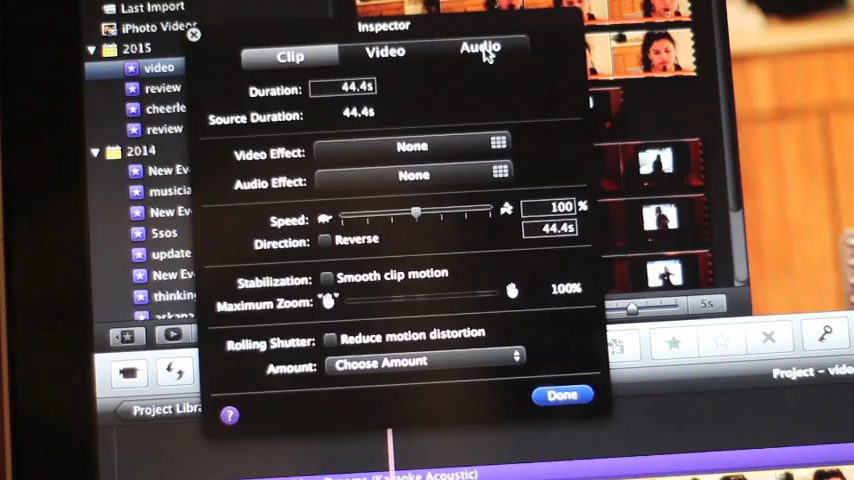 Last Import
iPhoto Videos
2015
video
review
cheerle
review
2014
New Ev
musicia
New Ev
5sos
update
New Ev
thinking
Inspector
Clip
Video
Audio
Duration: 44.4s
Source Duration: 44.4s
Video Effect: None
Audio Effect: None
Speed: 100 %
44.4s
Direction: Reverse
Stabilization: Smooth clip motion
Maximum Zoom: 100%
Rolling Shutter: Reduce motion distortion
Amount: Choose Amount
? Done
5s
Project Libra
Project – vide
(Karaoke Acoustic)